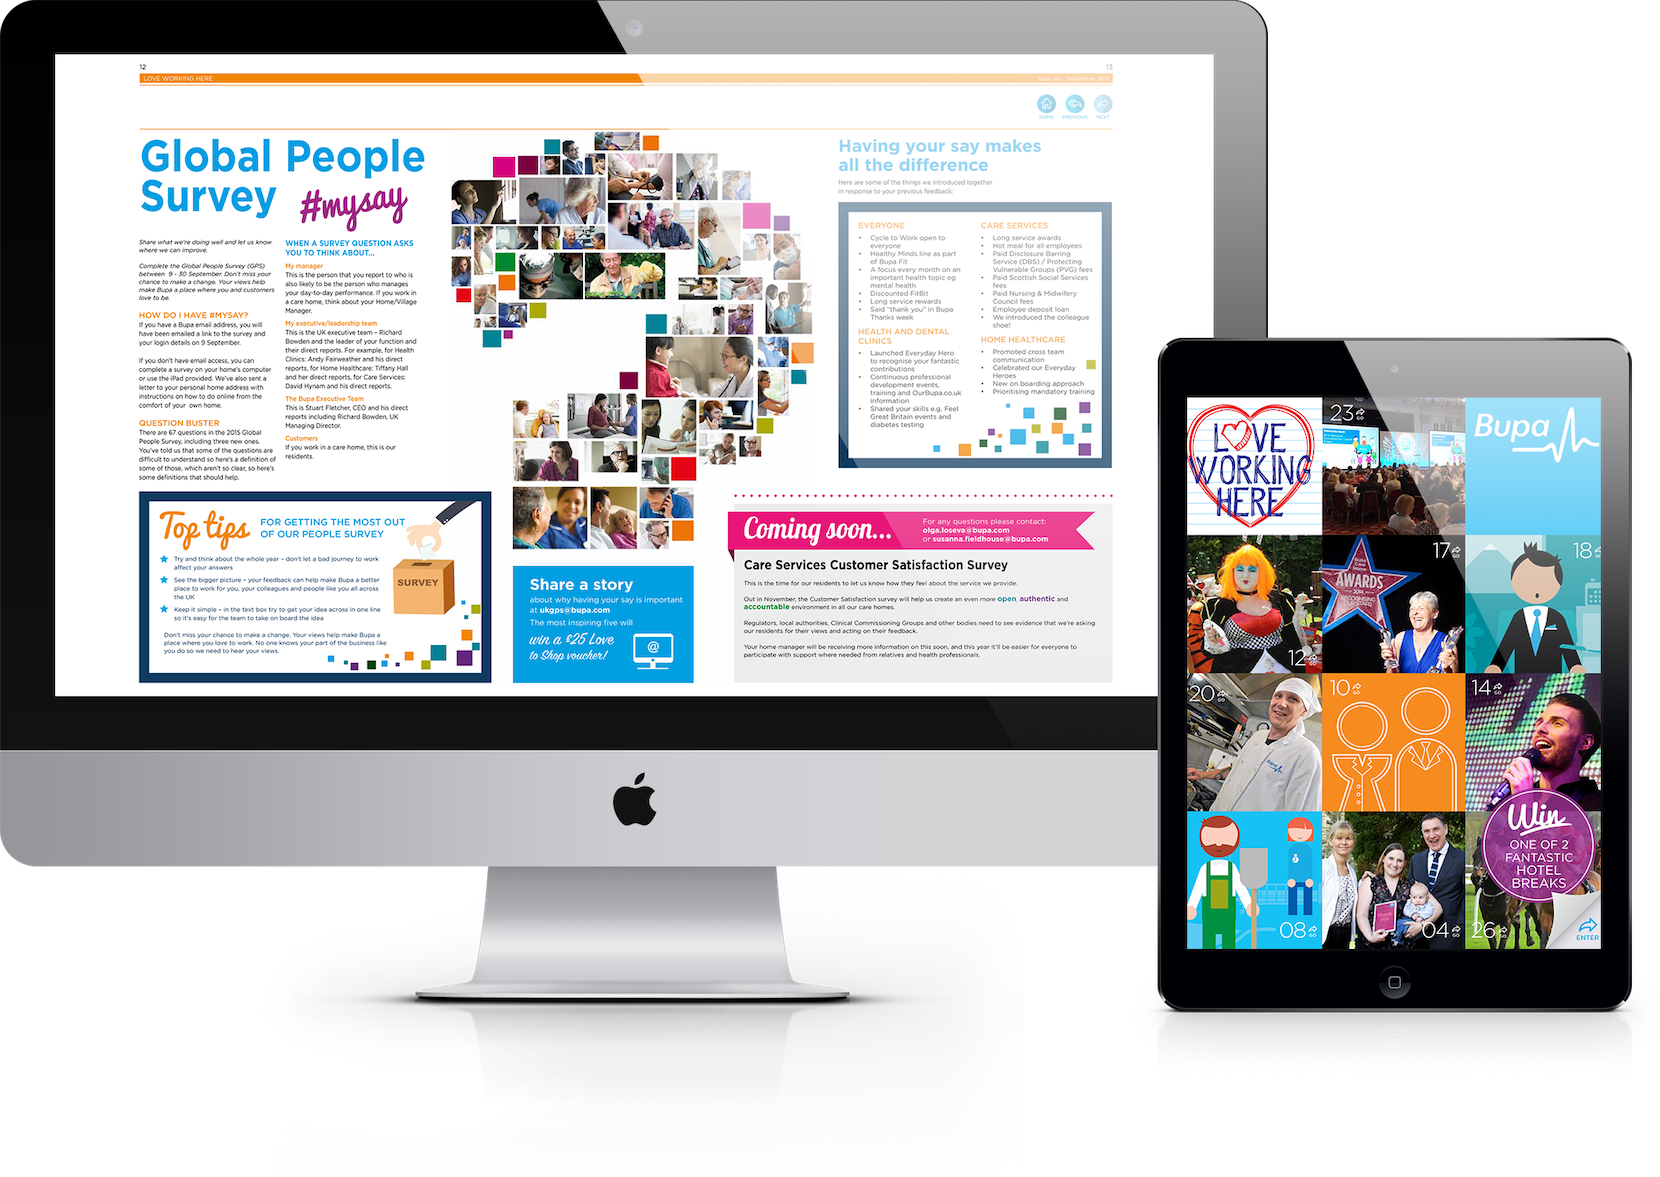 12
13
LOVE WORKING HERE
HOME
PREVIOUS
NEXT
Global People
Survey
#mysay
Share what we're doing well and let us know
where we can improve.
Complete the Global People Survey (GPS)
between 9 - 30 September. Don't miss your
chance to make a change. Your views help
make Bupa a place where you and customers
love to be.
HOW DO I HAVE #MYSAY?
If you have a Bupa email address, you will
have been emailed a link to the survey and
your login details on 9 September.
If you don't have email access, you can
complete a survey on your home's computer
or use the iPad provided. We've also sent a
letter to your personal home address with
instructions on how to do online from the
comfort of your own home.
QUESTION BUSTER
There are 67 questions in the 2015 Global
People Survey, including three new ones.
You've told us that some of the questions are
difficult to understand so here's a definition of
some of those, which aren't so clear, so here's
some definitions that should help.
WHEN A SURVEY QUESTION ASKS
YOU TO THINK ABOUT...
My manager
This is the person that you report to who is
also likely to be the person who manages
your day-to-day performance. If you work in
a care home, think about your Home/Village
Manager.
My executive/leadership team
This is the UK executive team – Richard
Bowden and the leader of your function and
their direct reports. For example, for Health
Clinics: Andy Fairweather and his direct
reports, for Home Healthcare: Tiffany Hall
and her direct reports, for Care Services:
David Hynam and his direct reports.
The Bupa Executive Team
This is Stuart Fletcher, CEO and his direct
reports including Richard Bowden, UK
Managing Director.
Customers
If you work in a care home, this is our
residents.
Top tips
FOR GETTING THE MOST OUT
OF OUR PEOPLE SURVEY
Try and think about the whole year – don't let a bad journey to work
affect your answers
See the bigger picture – your feedback can help make Bupa a better
place to work for you, your colleagues and people like you all across
the UK
Keep it simple – in the text box try to get your idea across in one line
so it's easy for the team to take on board the idea
Don't miss your chance to make a change. Your views help make Bupa a
place where you love to work. No one knows your part of the business like
you do so we need to hear your views.
SURVEY
Share a story
about why having your say is important
at ukgps@bupa.com
The most inspiring five will
win a £25 Love
to Shop voucher!
@
Having your say makes
all the difference
Here are some of the things we introduced together
in response to your previous feedback:
EVERYONE
• Cycle to Work open to
everyone
• Healthy Minds line as part
of Bupa Fit
• A focus every month on an
important health topic eg
mental health
• Discounted FitBit
• Long service rewards
• Said "thank you" in Bupa
Thanks week
HEALTH AND DENTAL
CLINICS
• Launched Everyday Hero
to recognise your fantastic
contributions
• Continuous professional
development events,
training and OurBupa.co.uk
information
• Shared your skills e.g. Feel
Great Britain events and
diabetes testing
CARE SERVICES
• Long service awards
• Hot meal for all employees
• Paid Disclosure Barring
Service (DBS) / Protecting
Vulnerable Groups (PVG) fees
• Paid Scottish Social Services
fees
• Paid Nursing & Midwifery
Council fees
• Employee deposit loan
• We introduced the colleague
shoe!
HOME HEALTHCARE
• Promoted cross team
communication
• Celebrated our Everyday
Heroes
• New on boarding approach
• Prioritising mandatory training
Coming soon...
For any questions please contact:
olga.loseva@bupa.com
or susanna.fieldhouse@bupa.com
Care Services Customer Satisfaction Survey
This is the time for our residents to let us know how they feel about the service we provide.
Out in November, the Customer Satisfaction survey will help us create an even more open, authentic and
accountable environment in all our care homes.
Regulators, local authorities, Clinical Commissioning Groups and other bodies need to see evidence that we're asking
our residents for their views and acting on their feedback.
Your home manager will be receiving more information on this soon, and this year it'll be easier for everyone to
participate with support where needed from relatives and health professionals.
LOVE
WORKING
HERE
23 GO
Bupa
12 GO
17 GO
AWARDS
2014
18 GO
20 GO
Bupa
10 GO
14 GO
Win
ONE OF 2
FANTASTIC
HOTEL
BREAKS
08 GO
Thank you
04 GO
26 GO
ENTER